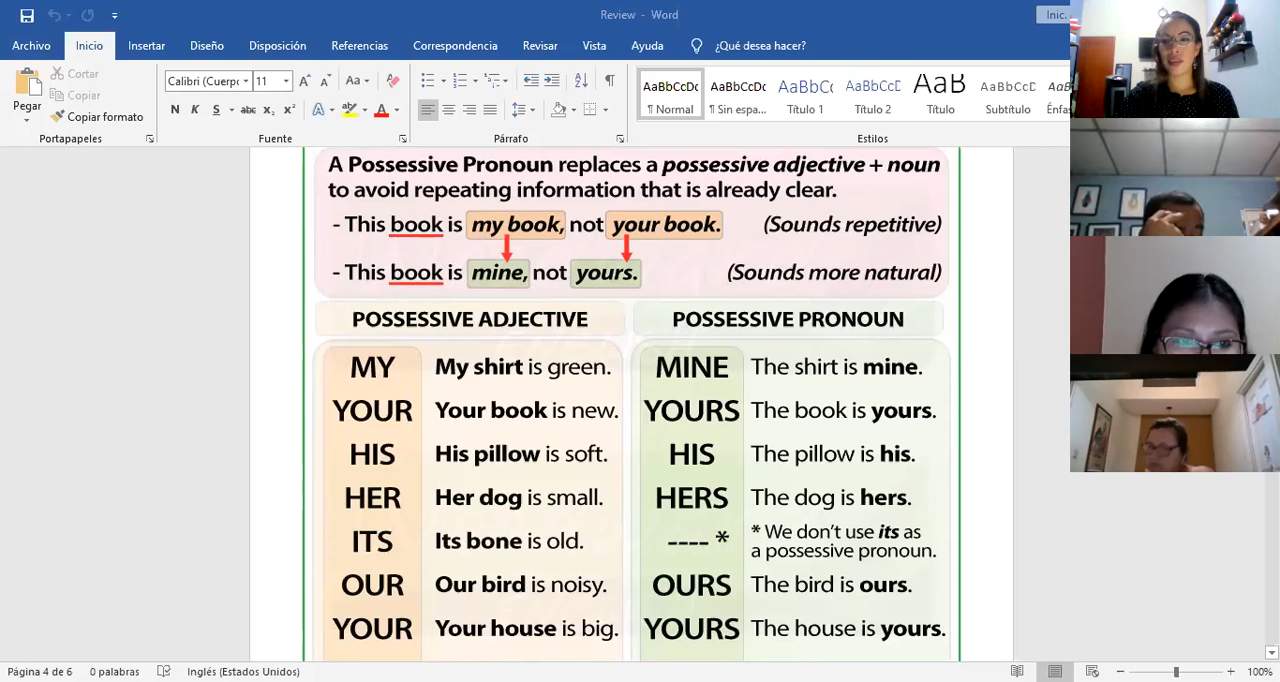 Review - Word
Inic.
Archivo Inicio Insertar Diseño Disposición Referencias Correspondencia Revisar Vista Ayuda ¿Qué desea hacer?
Pegar
Cortar
Copiar
Copiar formato
Portapapeles
Calibri (Cuerpo 11
Aa
N K S abc x₂ x²
A A
Fuente
Párrafo
AaBbCcDc AaBbCcDc AaBbCc AaBbCcD AaB AaBbCcD
¶ Normal ¶ Sin espa... Título 1 Título 2 Título Subtítulo Énfas
Estilos
A Possessive Pronoun replaces a possessive adjective + noun
to avoid repeating information that is already clear.
- This book is my book, not your book. (Sounds repetitive)
- This book is mine, not yours. (Sounds more natural)
POSSESSIVE ADJECTIVE POSSESSIVE PRONOUN
MY My shirt is green. MINE The shirt is mine.
YOUR Your book is new. YOURS The book is yours.
HIS His pillow is soft. HIS The pillow is his.
HER Her dog is small. HERS The dog is hers.
ITS Its bone is old. ---- * * We don't use its as
a possessive pronoun.
OUR Our bird is noisy. OURS The bird is ours.
YOUR Your house is big. YOURS The house is yours.
Página 4 de 6 0 palabras Inglés (Estados Unidos) 100%